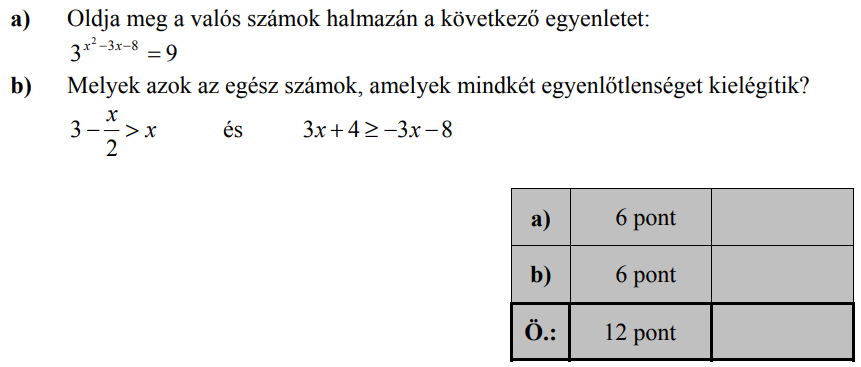 a) Oldja meg a valós számok halmazán a következő egyenletet:
3^{x^2-3x-8} = 9
b) Melyek azok az egész számok, amelyek mindkét egyenlőtlenséget kielégítik?
3 - \frac{x}{2} > x és 3x + 4 ≥ -3x - 8
a) 6 pont
b) 6 pont
Ö.: 12 pont